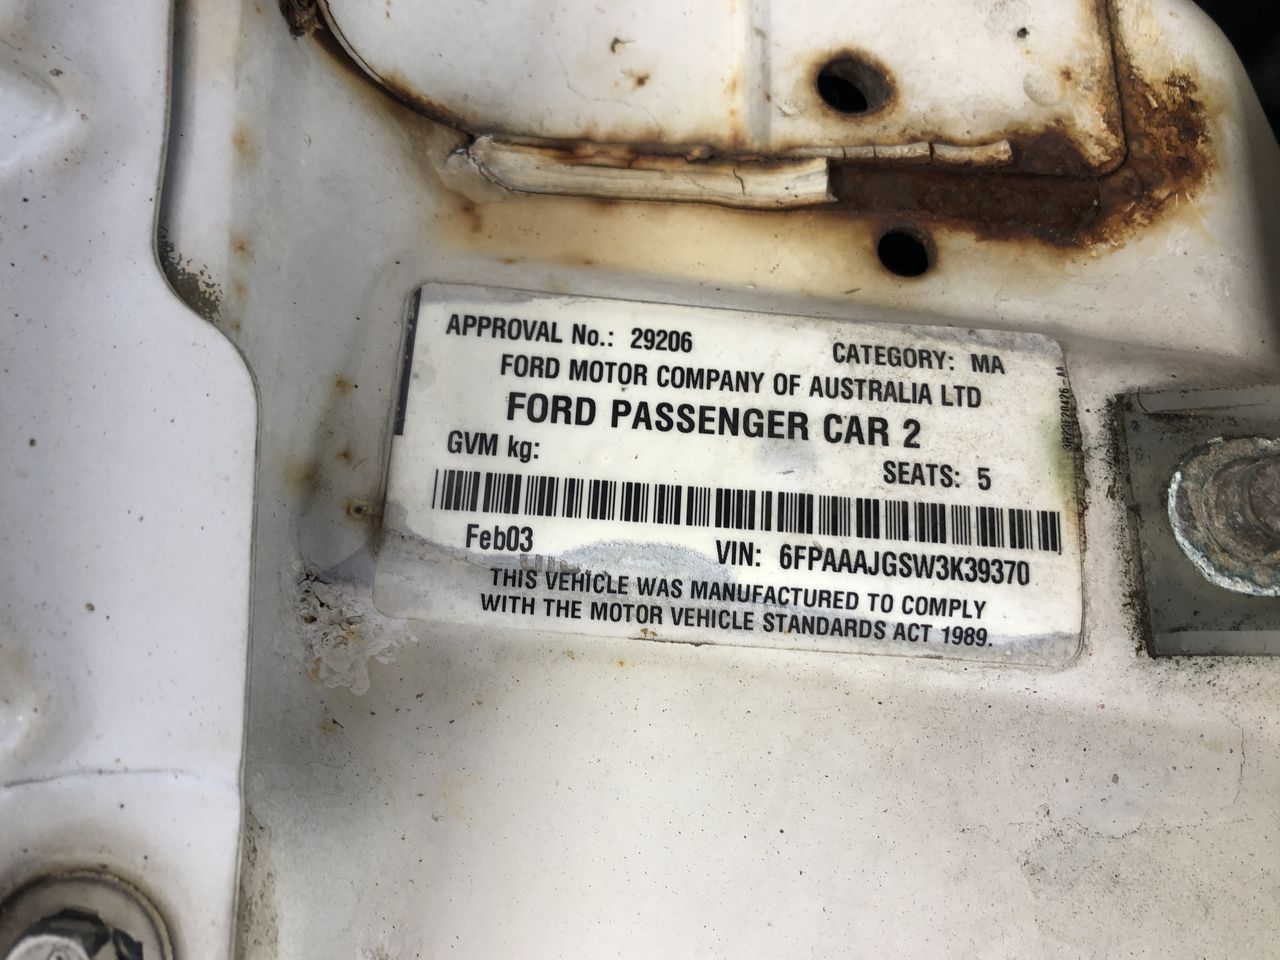 APPROVAL No.: 29206 CATEGORY: MA
FORD MOTOR COMPANY OF AUSTRALIA LTD
FORD PASSENGER CAR 2
GVM kg:
SEATS: 5
Feb03 VIN: 6FPAAAJGSW3K39370
THIS VEHICLE WAS MANUFACTURED TO COMPLY
WITH THE MOTOR VEHICLE STANDARDS ACT 1989.